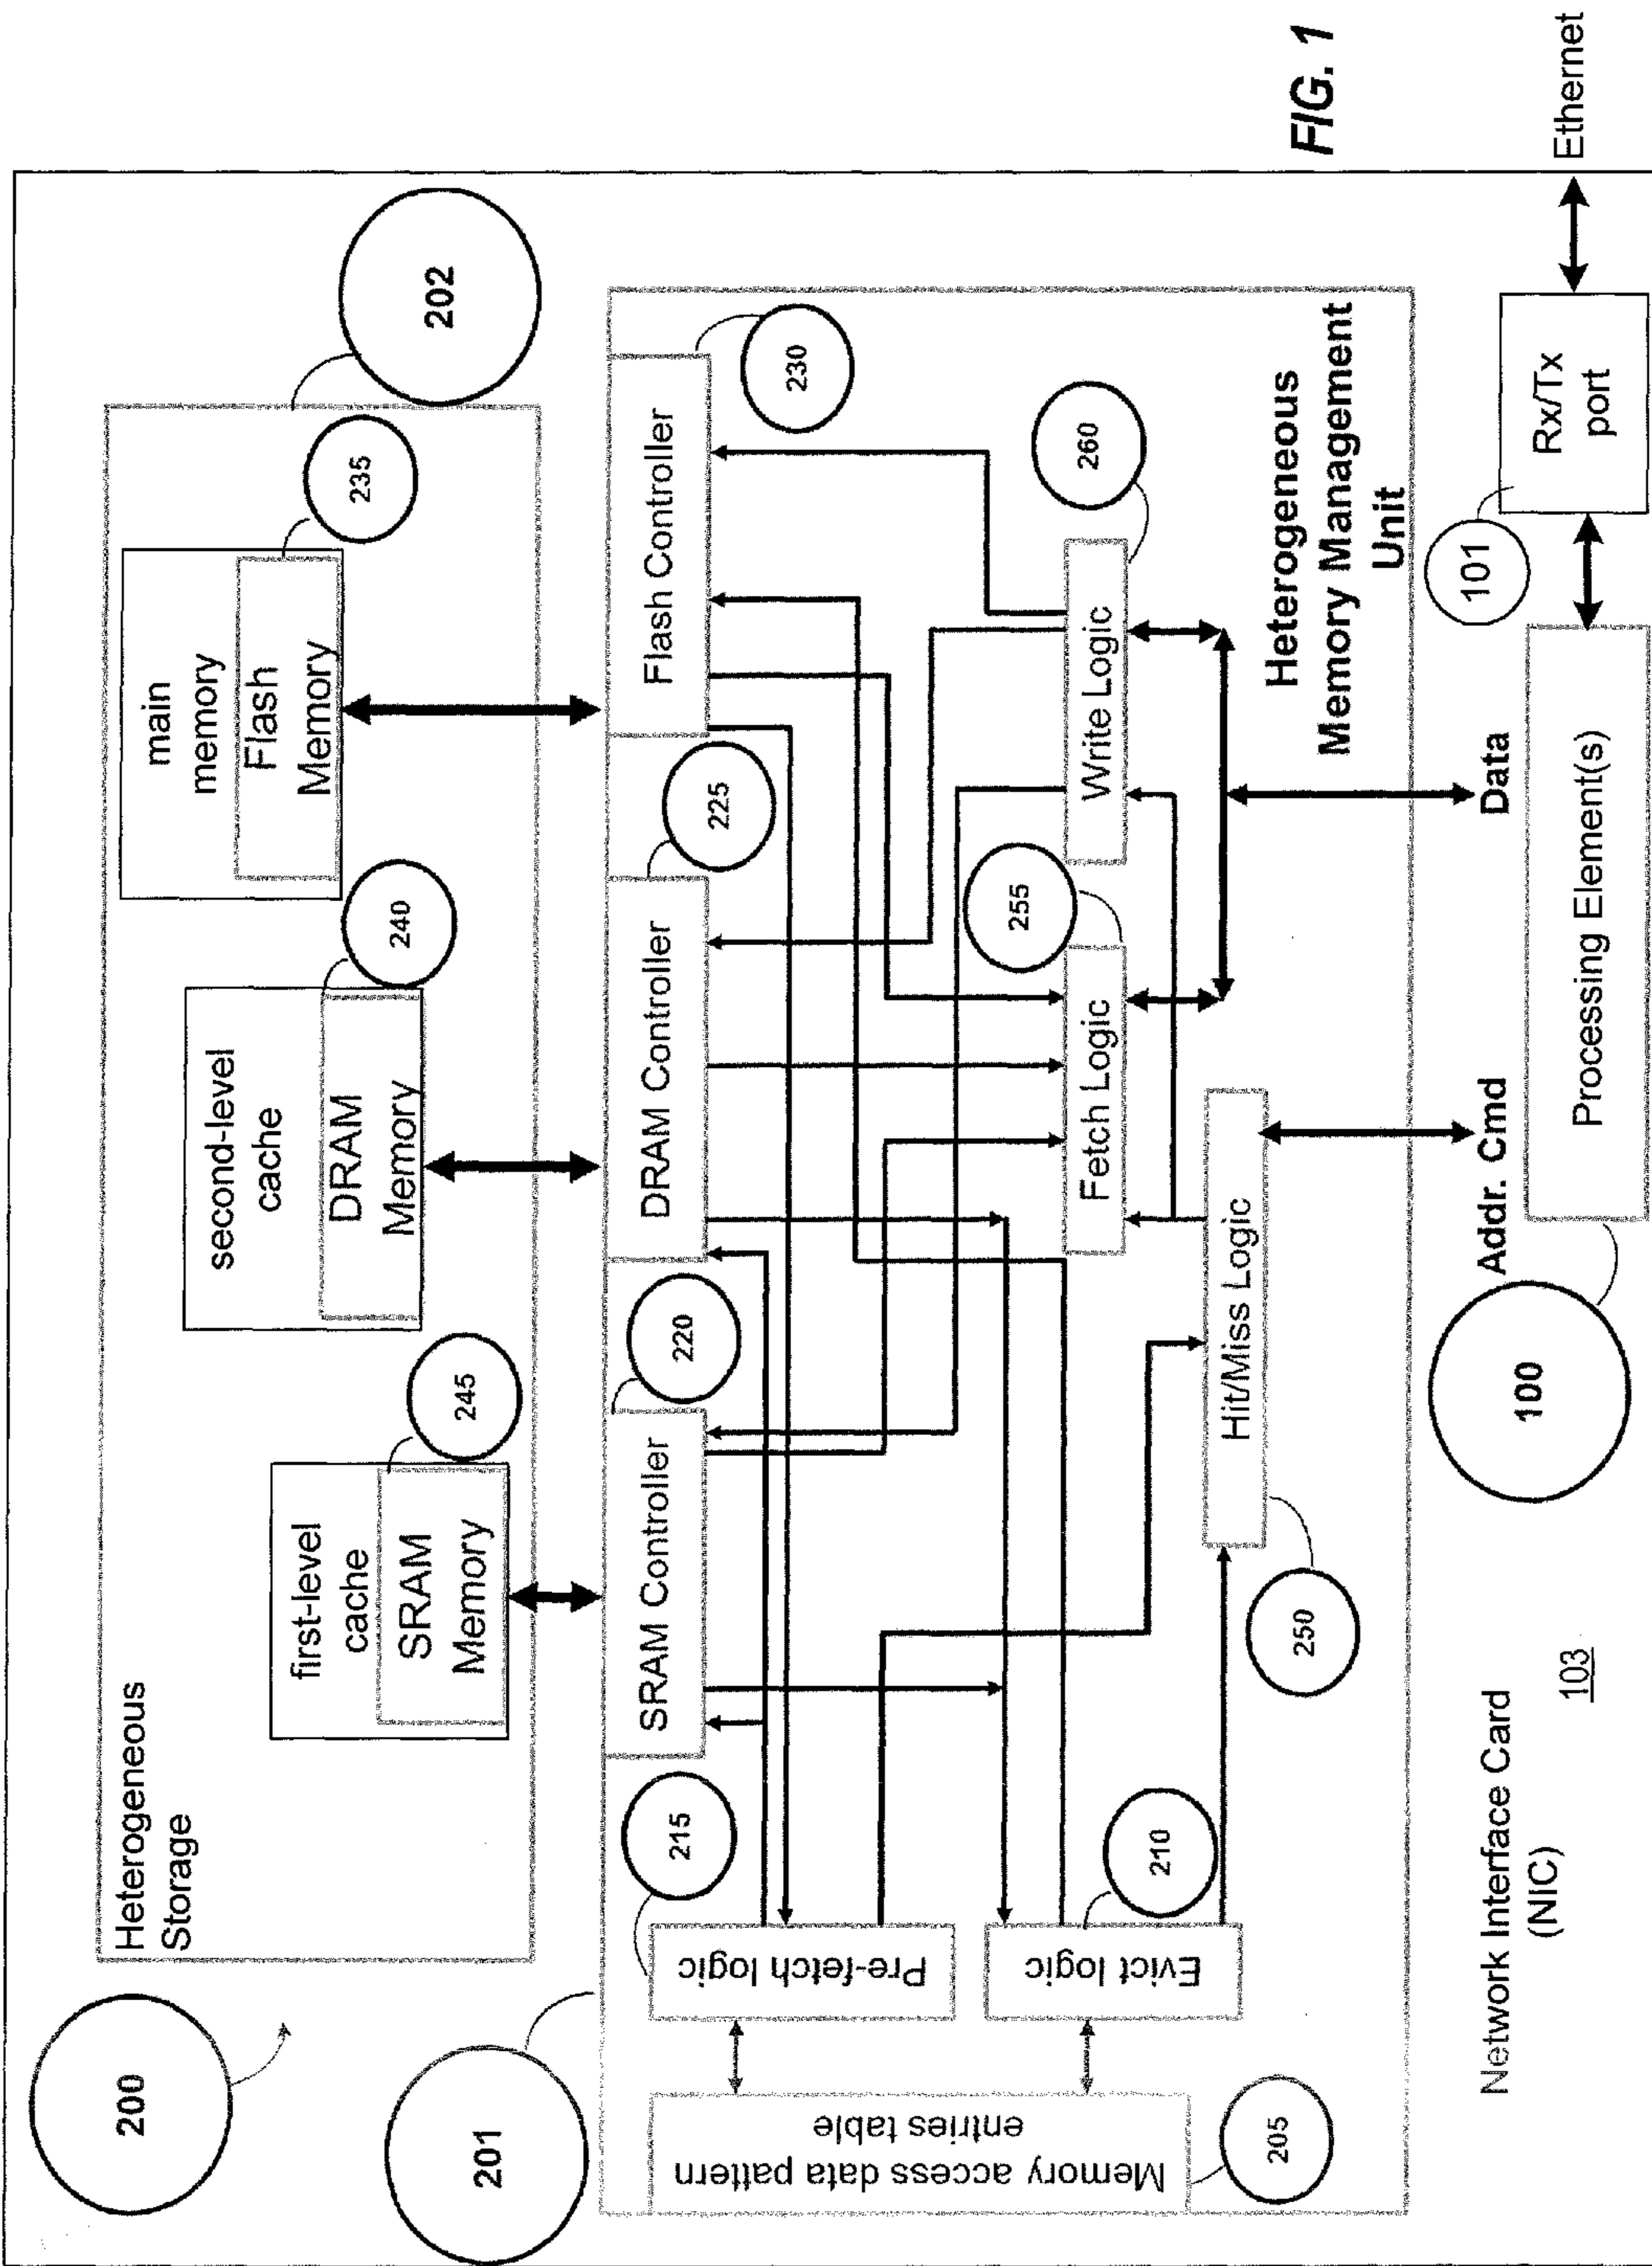 200
Heterogeneous
Storage
202
first-level
cache
SRAM
Memory
245
second-level
cache
DRAM
Memory
240
main
memory
Flash
Memory
235
201
215
SRAM Controller
220
DRAM Controller
225
Flash Controller
230
Pre-fetch logic
Memory access data pattern
entries table
205
Evict logic
210
Fetch Logic
255
Write Logic
260
Hit/Miss Logic
250
Heterogeneous
Memory Management
Unit
FIG. 1
Network Interface Card
(NIC)
103
Addr. Cmd
Data
100
Processing Element(s)
101
Rx/Tx
port
Ethernet